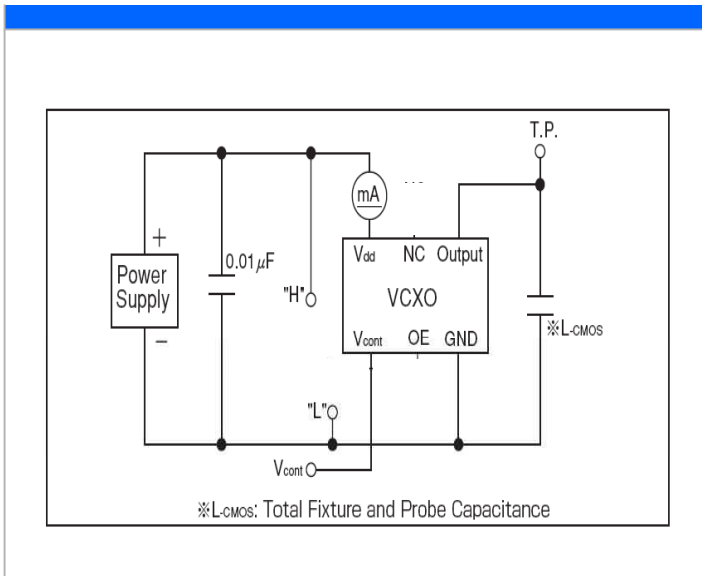 T.P.
mA
+
0.01μF
Vdd NC Output
Power
Supply
"H"
VCXO
※L-CMOS
−
Vcont OE GND
"L"
Vcont
※L-CMOS: Total Fixture and Probe Capacitance